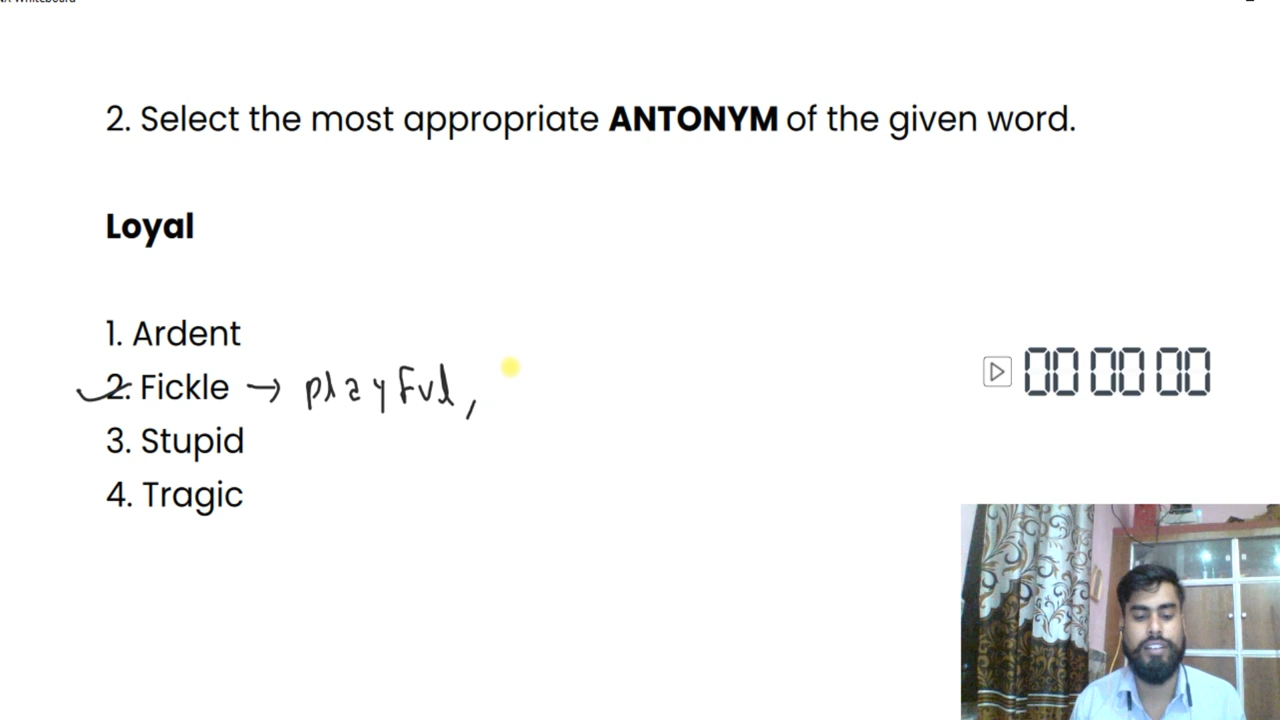 2. Select the most appropriate ANTONYM of the given word.
Loyal
1. Ardent
2. Fickle → playful,
3. Stupid
4. Tragic
00 00 00